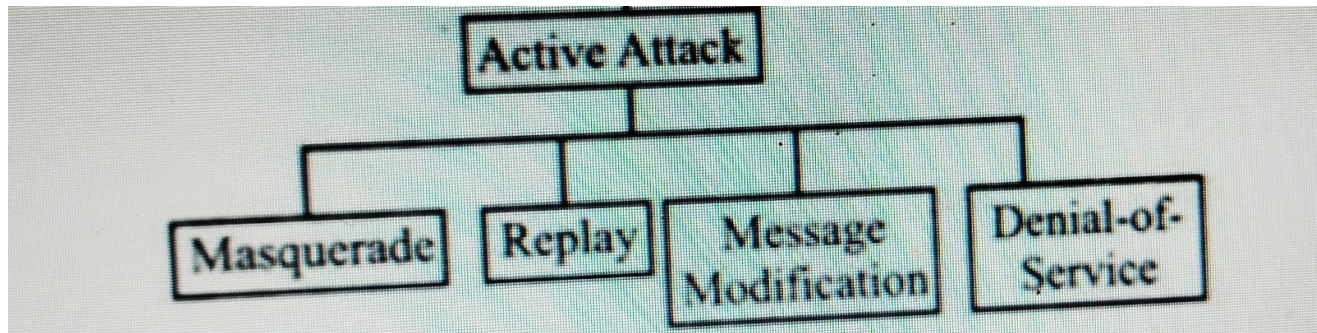 Active Attack
Masquerade
Replay
Message
Modification
Denial-of-
Service